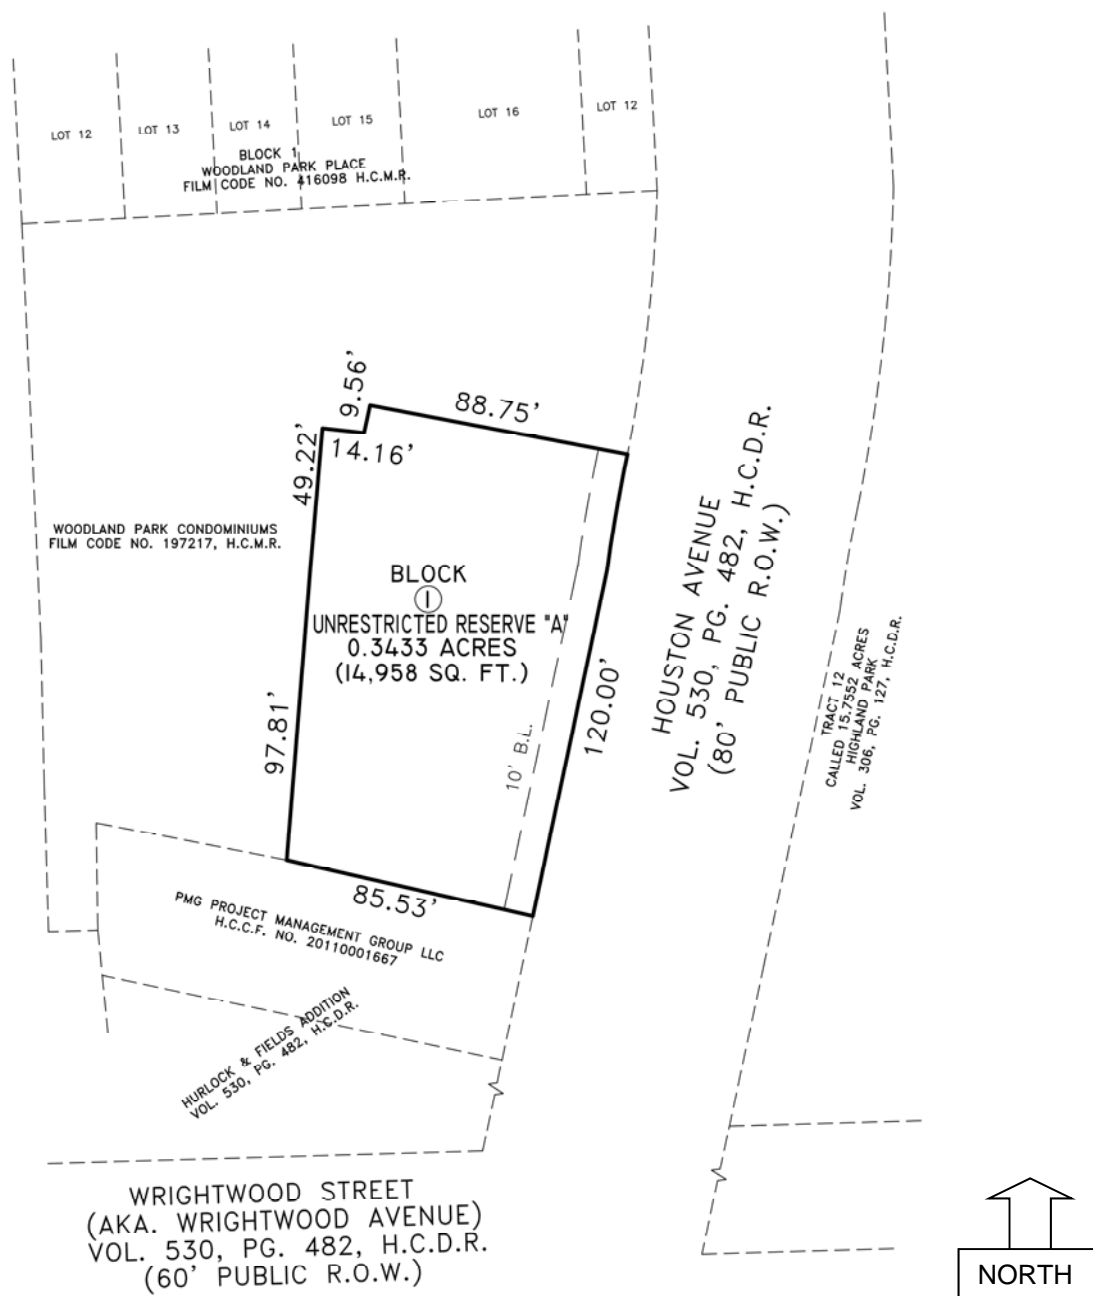 LOT 12
LOT 13
LOT 14
LOT 15
LOT 16
LOT 12
BLOCK 1
WOODLAND PARK PLACE
FILM CODE NO. 416098 H.C.M.R.
9.56'
88.75'
14.16'
49.22'
WOODLAND PARK CONDOMINIUMS
FILM CODE NO. 197217, H.C.M.R.
BLOCK
1
UNRESTRICTED RESERVE "A"
0.3433 ACRES
(14,958 SQ. FT.)
97.81'
10' B.L.
120.00'
85.53'
HOUSTON AVENUE
VOL. 530, PG. 482, H.C.D.R.
(80' PUBLIC R.O.W.)
TRACT 12
CALLED 15.7552 ACRES
HIGHLAND PARK
VOL. 306, PG. 127, H.C.D.R.
PMG PROJECT MANAGEMENT GROUP LLC
H.C.C.F. NO. 20110001667
HURLOCK & FIELDS ADDITION
VOL. 530, PG. 482, H.C.D.R.
WRIGHTWOOD STREET
(AKA. WRIGHTWOOD AVENUE)
VOL. 530, PG. 482, H.C.D.R.
(60' PUBLIC R.O.W.)
NORTH